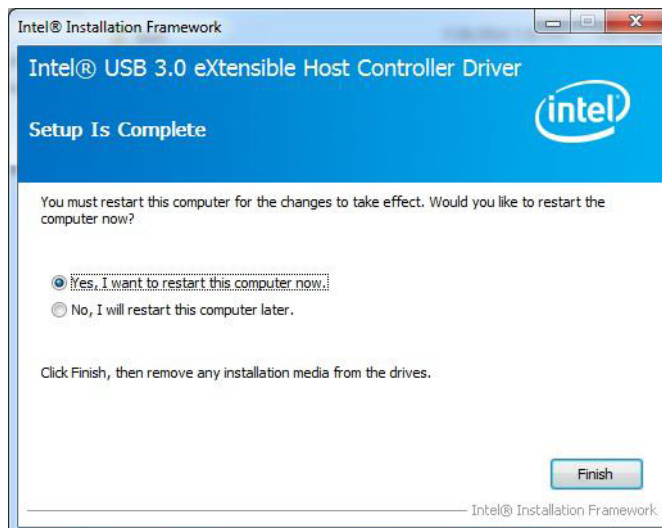 Intel® Installation Framework
Intel® USB 3.0 eXtensible Host Controller Driver
intel
Setup Is Complete
You must restart this computer for the changes to take effect. Would you like to restart the
computer now?
Yes, I want to restart this computer now.
No, I will restart this computer later.
Click Finish, then remove any installation media from the drives.
Finish
Intel® Installation Framework